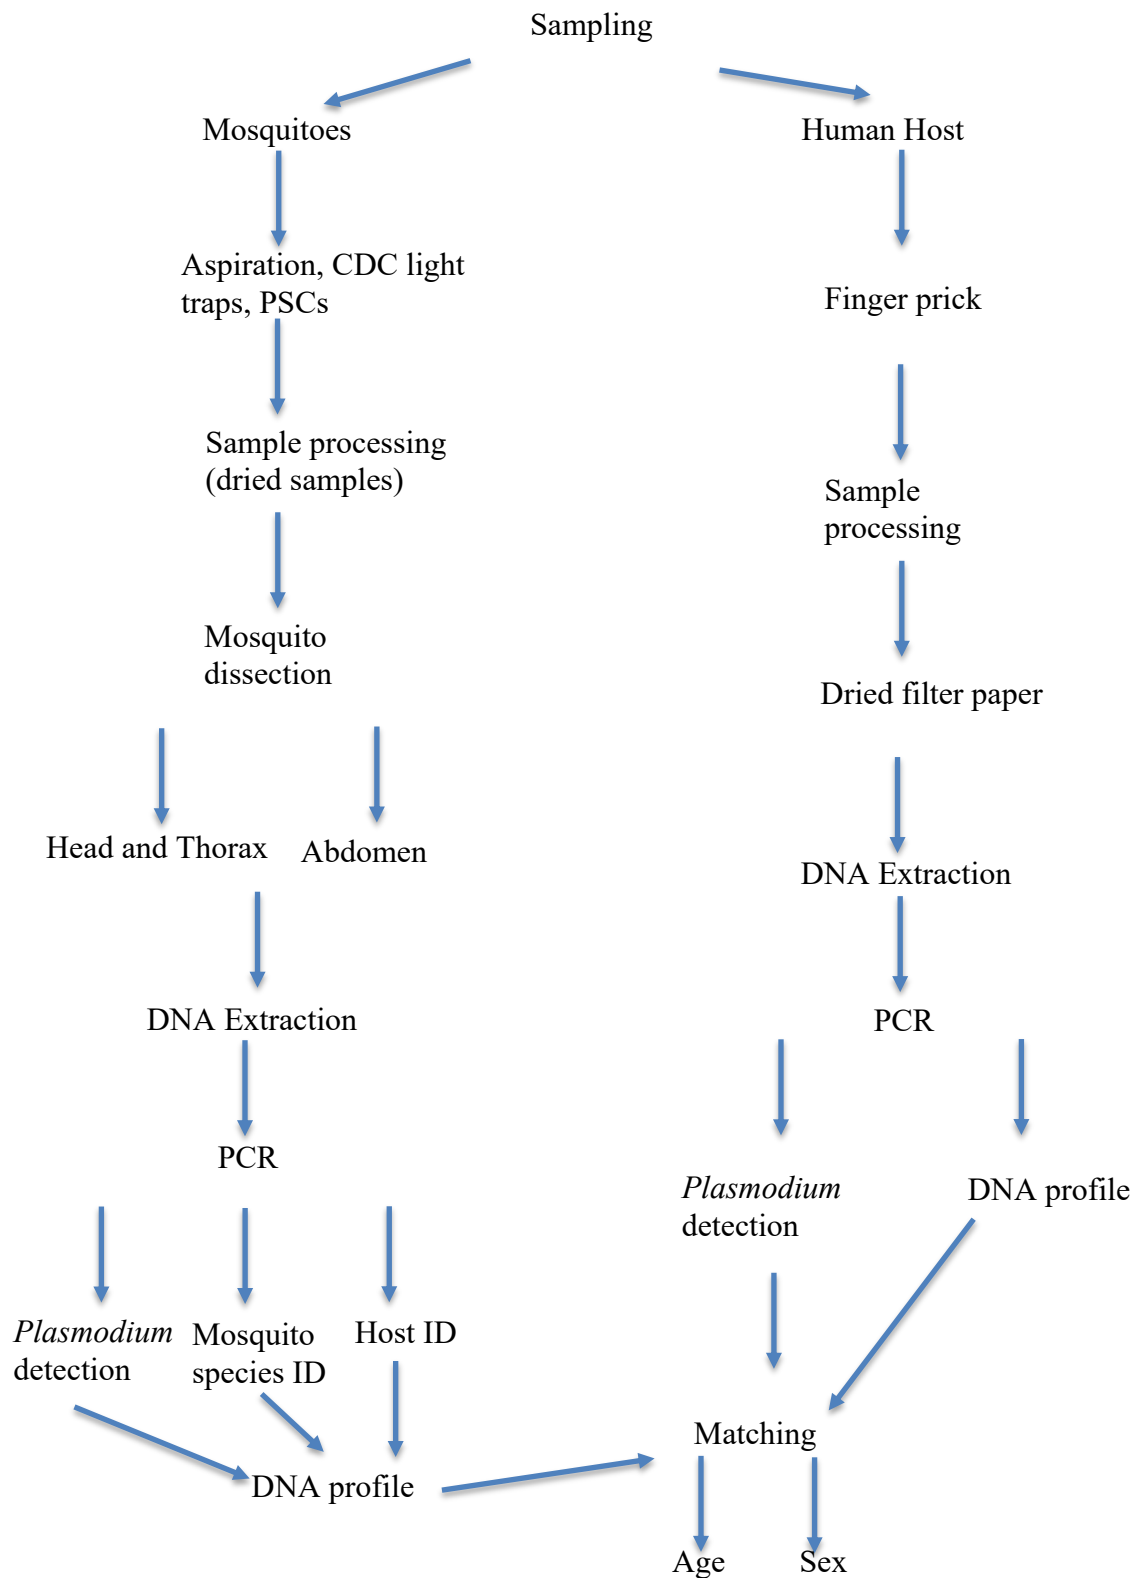 Sampling
Mosquitoes
Human Host
Aspiration, CDC light
traps, PSCs
Finger prick
Sample processing
(dried samples)
Sample
processing
Mosquito
dissection
Dried filter paper
Head and Thorax
Abdomen
DNA Extraction
DNA Extraction
PCR
PCR
Plasmodium
detection
DNA profile
Plasmodium
detection
Mosquito
species ID
Host ID
Matching
DNA profile
Age
Sex